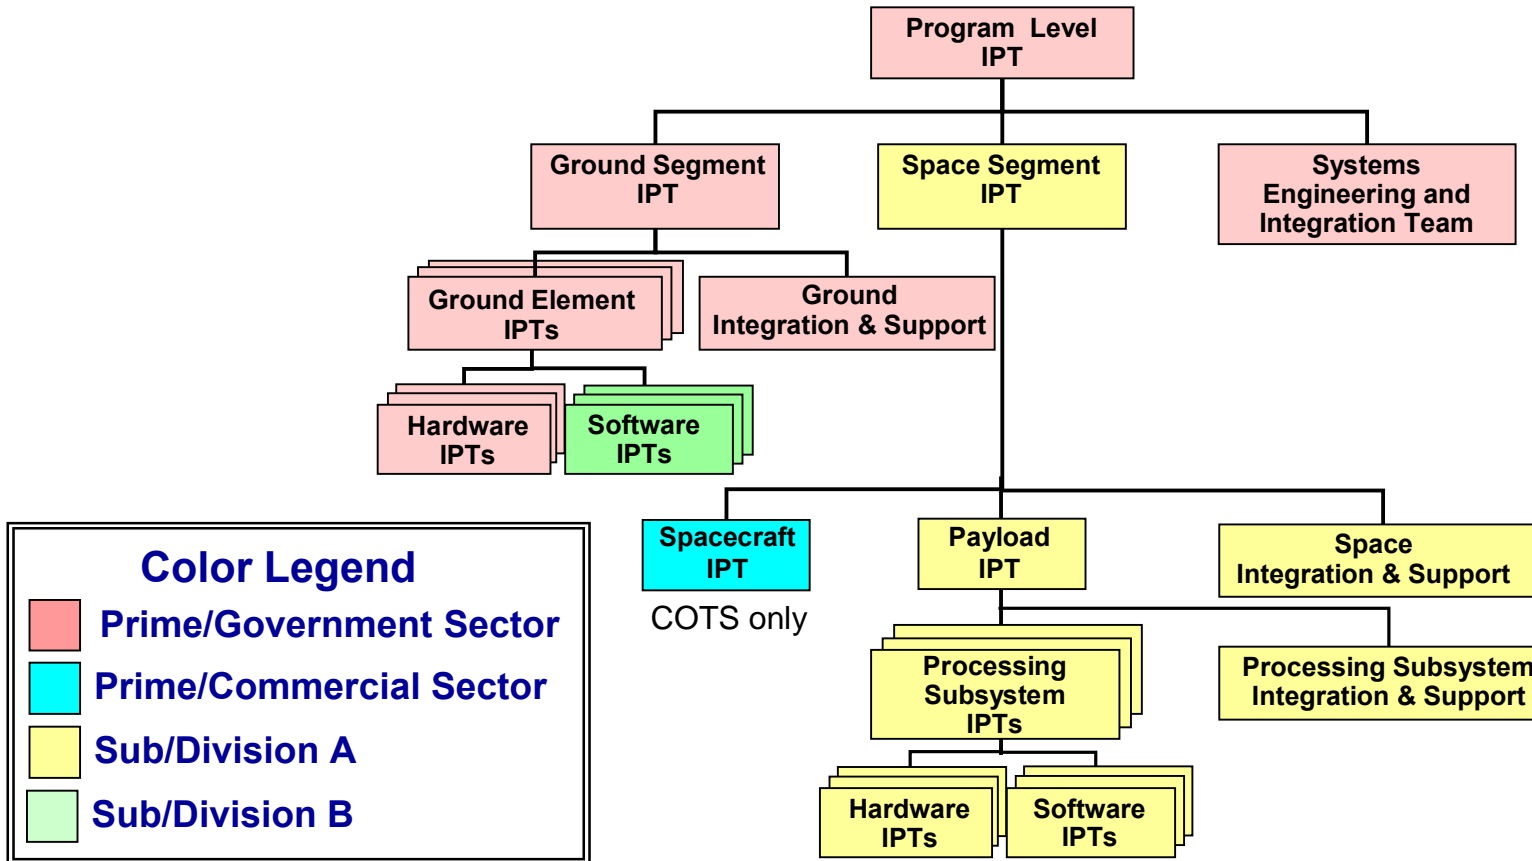 Program Level
IPT
Ground Segment
IPT
Space Segment
IPT
Systems
Engineering and
Integration Team
Ground Element
IPTs
Ground
Integration & Support
Hardware
IPTs
Software
IPTs
Spacecraft
IPT
COTS only
Payload
IPT
Space
Integration & Support
Processing
Subsystem
IPTs
Processing Subsystem
Integration & Support
Hardware
IPTs
Software
IPTs
Color Legend
Prime/Government Sector
Prime/Commercial Sector
Sub/Division A
Sub/Division B